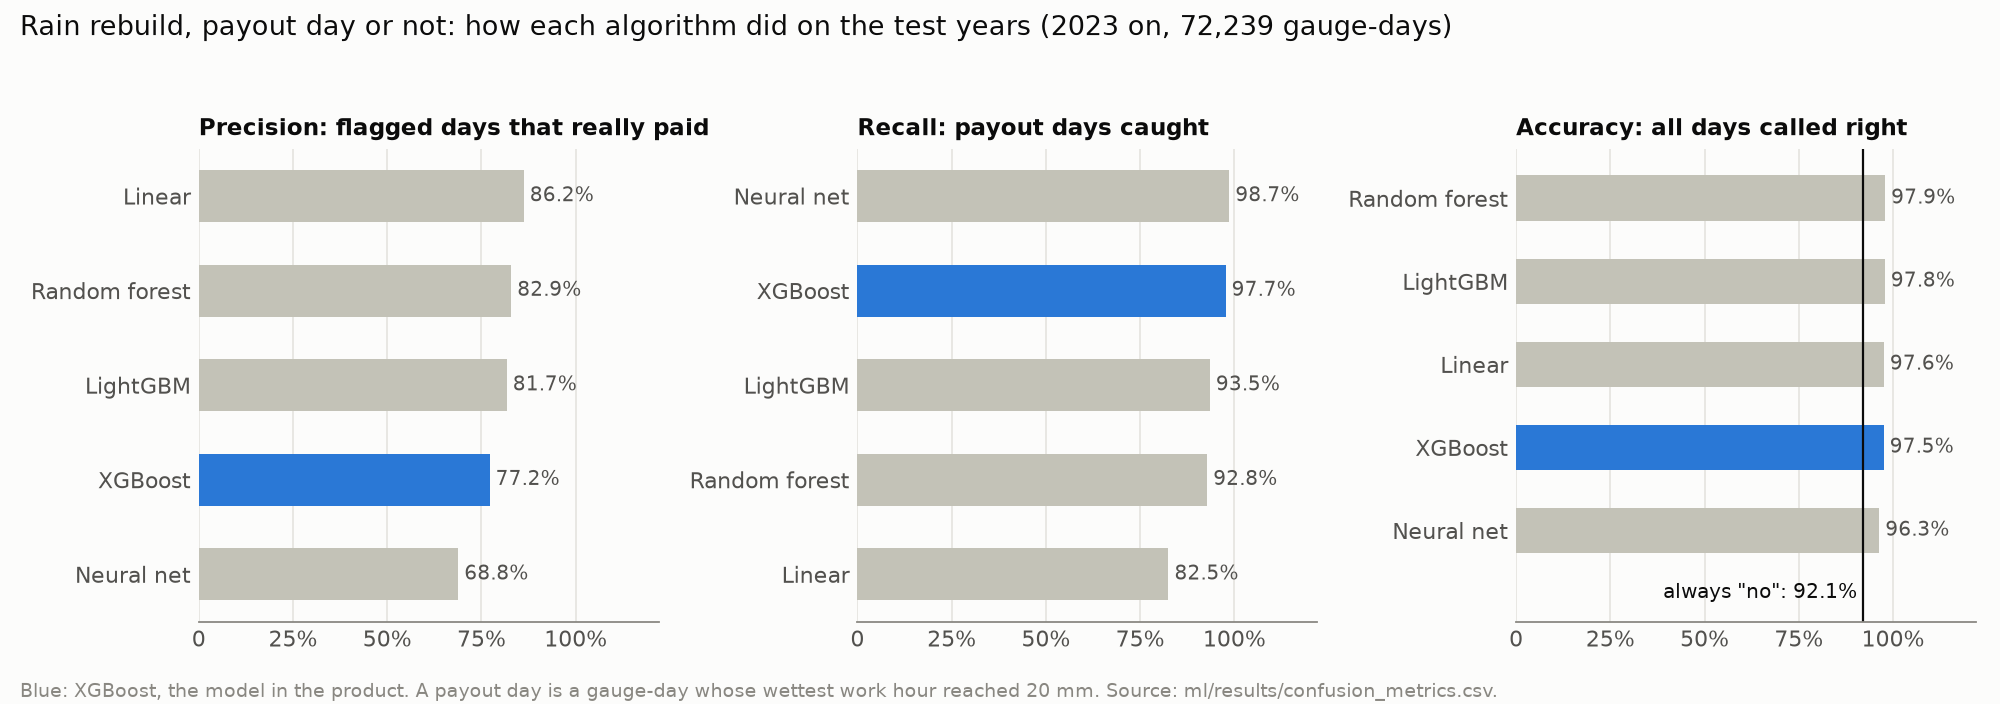 Rain rebuild, payout day or not: how each algorithm did on the test years (2023 on, 72,239 gauge-days)
Precision: flagged days that really paid
Linear 86.2%
Random forest 82.9%
LightGBM 81.7%
XGBoost 77.2%
Neural net 68.8%
0 25% 50% 75% 100%
Recall: payout days caught
Neural net 98.7%
XGBoost 97.7%
LightGBM 93.5%
Random forest 92.8%
Linear 82.5%
0 25% 50% 75% 100%
Accuracy: all days called right
Random forest 97.9%
LightGBM 97.8%
Linear 97.6%
XGBoost 97.5%
Neural net 96.3%
always "no": 92.1%
0 25% 50% 75% 100%
Blue: XGBoost, the model in the product. A payout day is a gauge-day whose wettest work hour reached 20 mm. Source: ml/results/confusion_metrics.csv.